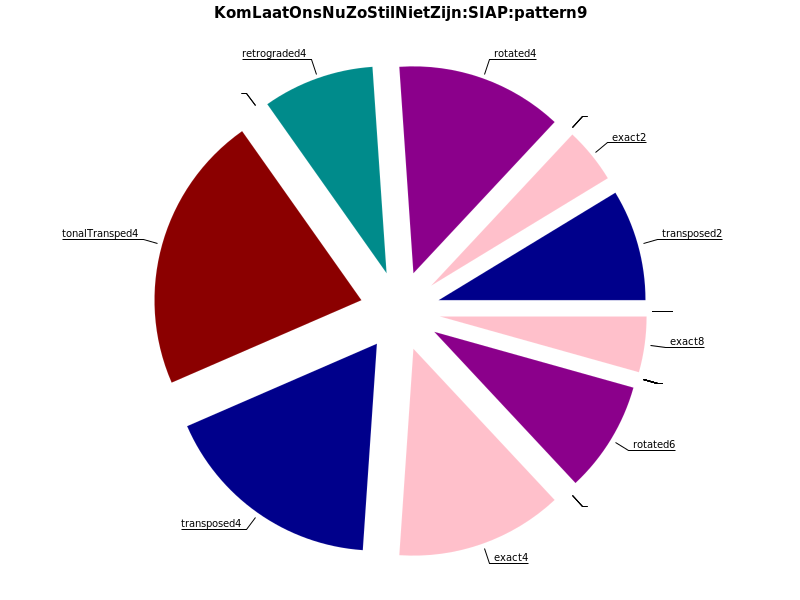 KomLaatOnsNuZoStilNietZijn:SIAP:pattern9
retrograded4
rotated4
exact2
tonalTransped4
transposed2
exact8
rotated6
transposed4
exact4